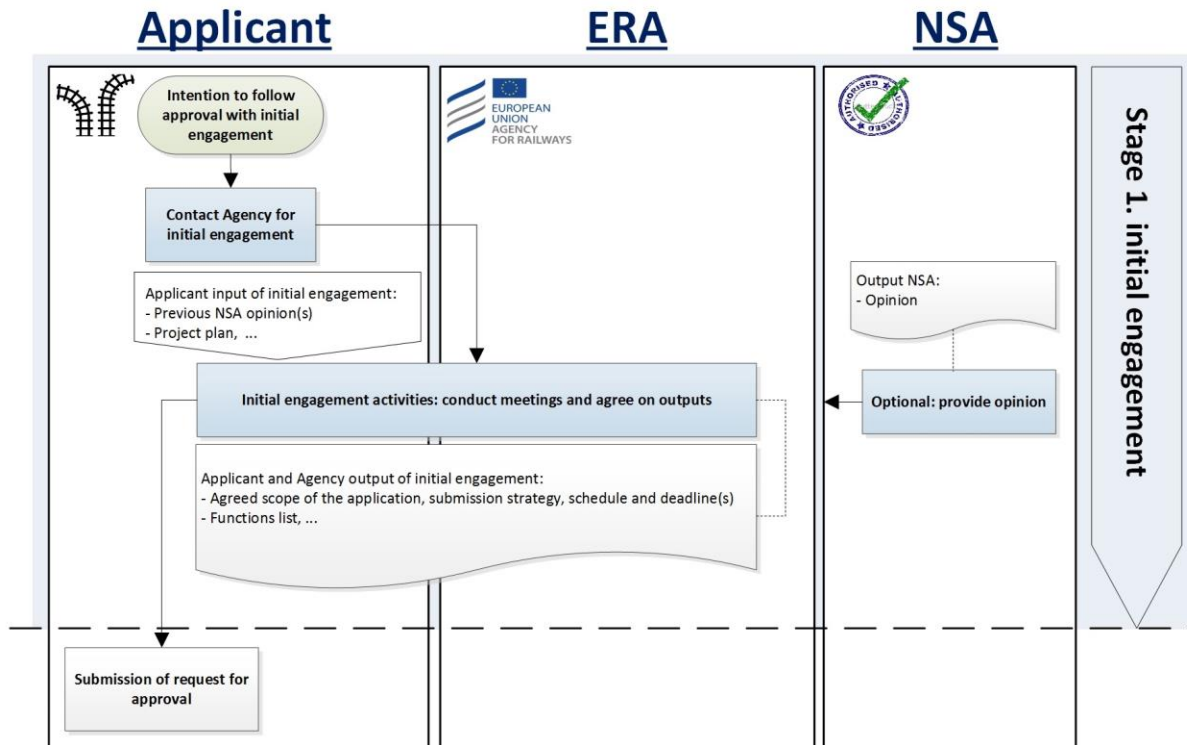 Applicant
ERA
NSA
Intention to follow
approval with initial
engagement
EUROPEAN
UNION
AGENCY
FOR RAILWAYS
AUTHORISED
AUTHORISED
Stage 1. initial engagement
Contact Agency for
initial engagement
Applicant input of initial engagement:
- Previous NSA opinion(s)
- Project plan, ...
Output NSA:
- Opinion
Initial engagement activities: conduct meetings and agree on outputs
Optional: provide opinion
Applicant and Agency output of initial engagement:
- Agreed scope of the application, submission strategy, schedule and deadline(s)
- Functions list, ...
Submission of request for
approval